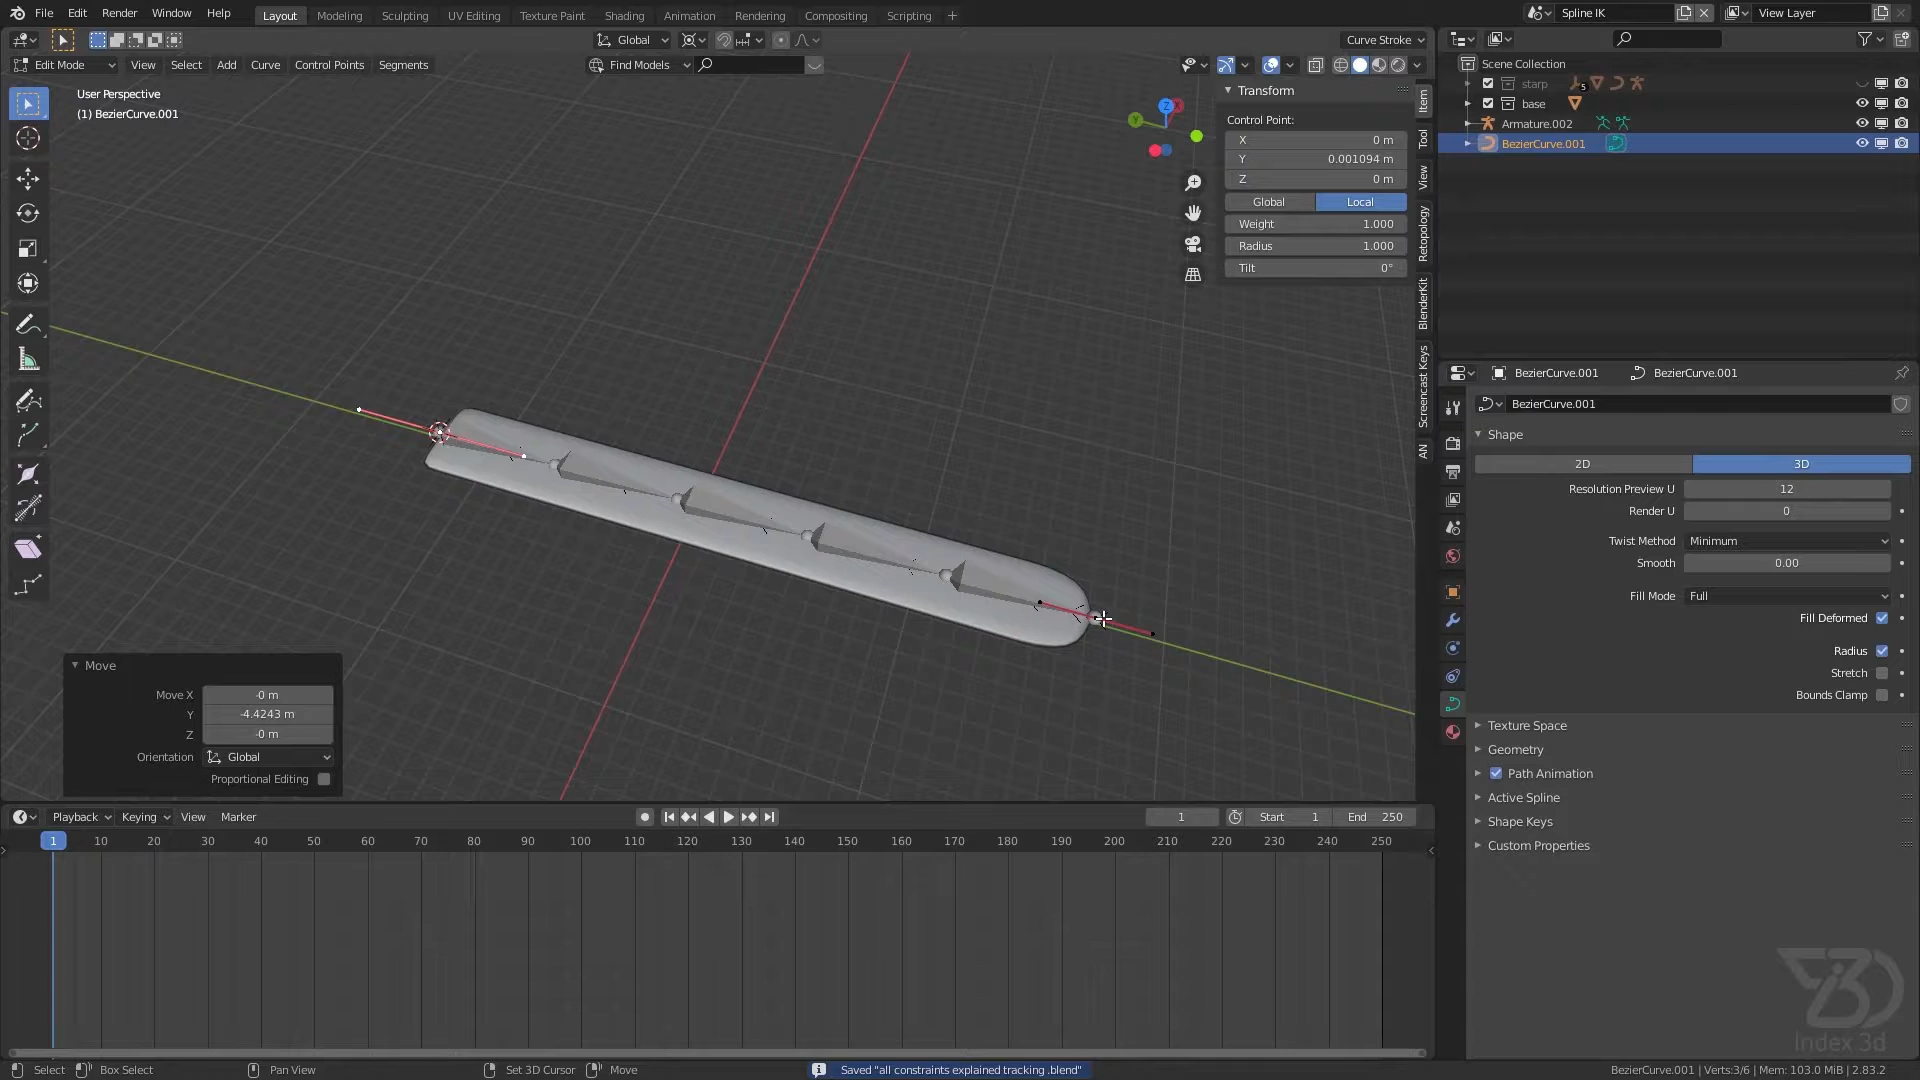 File Edit Render Window Help Layout Modeling Sculpting UV Editing Texture Paint Shading Animation Rendering Compositing Scripting + Spline IK View Layer
Global Curve Stroke
Edit Mode View Select Add Curve Control Points Segments Find Models
User Perspective
(1) BezierCurve.001
Transform
Control Point:
X 0 m
Y 0.001094 m
Z 0 m
Global Local
Weight 1.000
Radius 1.000
Tilt 0°
Item
Tool
View
Retopology
BlenderKit
Screencast Keys
AN
Z
Y
Scene Collection
starp 5
base
Armature.002
BezierCurve.001
BezierCurve.001 BezierCurve.001
BezierCurve.001
Shape
2D 3D
Resolution Preview U 12
Render U 0
Twist Method Minimum
Smooth 0.00
Fill Mode Full
Fill Deformed
Radius
Stretch
Bounds Clamp
Texture Space
Geometry
Path Animation
Active Spline
Shape Keys
Custom Properties
Move
Move X -0 m
Y -4.4243 m
Z -0 m
Orientation Global
Proportional Editing
Playback Keying View Marker 1 Start 1 End 250
1 10 20 30 40 50 60 70 80 90 100 110 120 130 140 150 160 170 180 190 200 210 220 230 240 250
Index 3d
Select Box Select Pan View Set 3D Cursor Move Saved "all constraints explained tracking .blend" BezierCurve.001 | Verts:3/6 | Mem: 103.0 MiB | 2.83.2